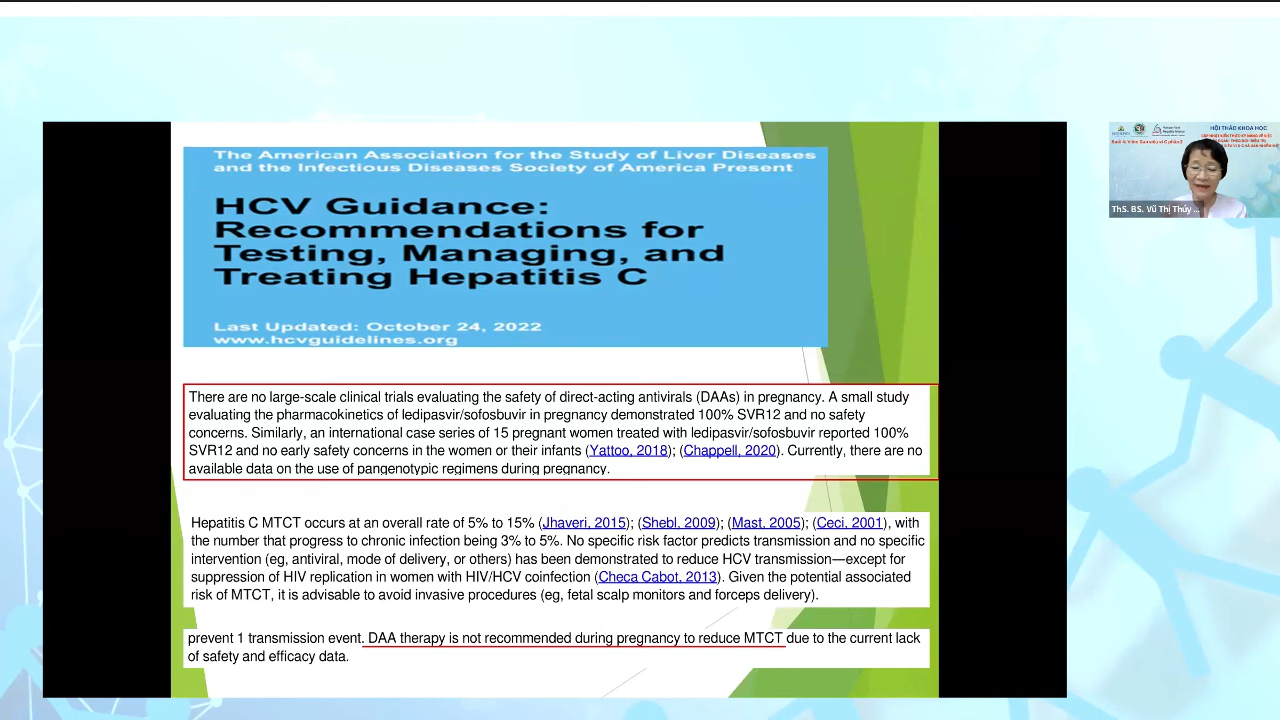 The American Association for the Study of Liver Diseases
and the Infectious Diseases Society of America Present
HCV Guidance:
Recommendations for
Testing, Managing, and
Treating Hepatitis C
Last Updated: October 24, 2022
www.hcvguidelines.org
There are no large-scale clinical trials evaluating the safety of direct-acting antivirals (DAAs) in pregnancy. A small study
evaluating the pharmacokinetics of ledipasvir/sofosbuvir in pregnancy demonstrated 100% SVR12 and no safety
concerns. Similarly, an international case series of 15 pregnant women treated with ledipasvir/sofosbuvir reported 100%
SVR12 and no early safety concerns in the women or their infants (Yattoo, 2018); (Chappell, 2020). Currently, there are no
available data on the use of pangenotypic regimens during pregnancy.
Hepatitis C MTCT occurs at an overall rate of 5% to 15% (Jhaveri, 2015); (Shebl, 2009); (Mast, 2005); (Ceci, 2001), with
the number that progress to chronic infection being 3% to 5%. No specific risk factor predicts transmission and no specific
intervention (eg, antiviral, mode of delivery, or others) has been demonstrated to reduce HCV transmission—except for
suppression of HIV replication in women with HIV/HCV coinfection (Checa Cabot, 2013). Given the potential associated
risk of MTCT, it is advisable to avoid invasive procedures (eg, fetal scalp monitors and forceps delivery).
prevent 1 transmission event. DAA therapy is not recommended during pregnancy to reduce MTCT due to the current lack
of safety and efficacy data.
HỘI THẢO KHOA HỌC
ThS. BS. Vũ Thị Thúy ...